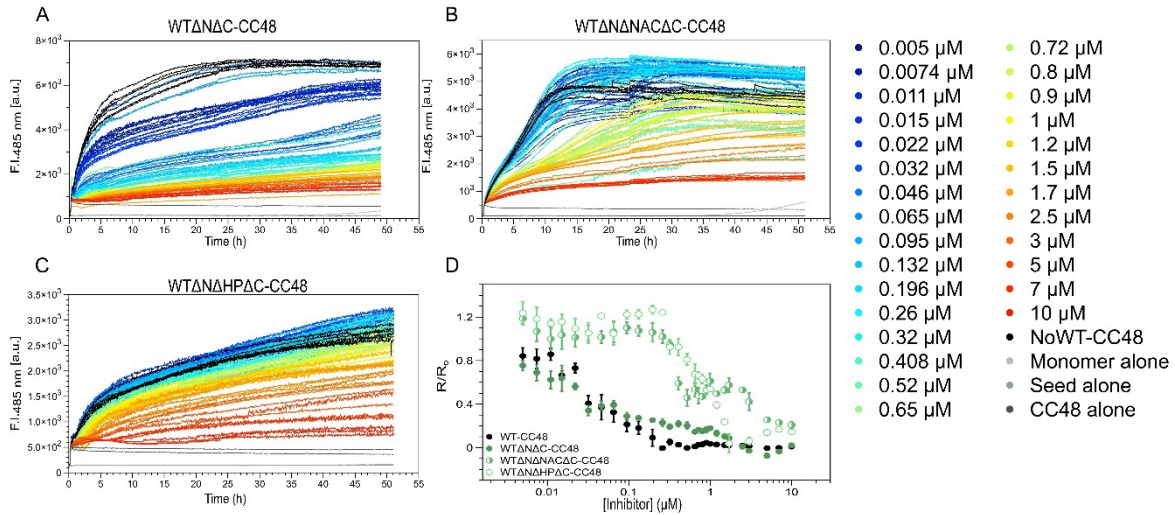 A
WTΔNΔC-CC48
F.I.485 nm [a.u.]
8×10³
6×10³
4×10³
2×10³
0
0 5 10 15 20 25 30 35 40 45 50 55
Time (h)
B
WTΔNΔNACΔC-CC48
F.I.485 nm [a.u.]
6×10³
5×10³
4×10³
3×10³
2×10³
10³
0
0 5 10 15 20 25 30 35 40 45 50 55
Time (h)
C
WTΔNΔHPΔC-CC48
F.I.485 nm [a.u.]
3.5×10³
3.0×10³
2.5×10³
2.0×10³
1.5×10³
1.0×10³
5.0×10²
0
0 5 10 15 20 25 30 35 40 45 50 55
Time (h)
D
R/R₀
1.2
0.8
0.4
0
WT-CC48
WTΔNΔC-CC48
WTΔNΔNACΔC-CC48
WTΔNΔHPΔC-CC48
0.01 0.1 1 10
[Inhibitor] (µM)
0.005 µM
0.0074 µM
0.011 µM
0.015 µM
0.022 µM
0.032 µM
0.046 µM
0.065 µM
0.095 µM
0.132 µM
0.196 µM
0.26 µM
0.32 µM
0.408 µM
0.52 µM
0.65 µM
0.72 µM
0.8 µM
0.9 µM
1 µM
1.2 µM
1.5 µM
1.7 µM
2.5 µM
3 µM
5 µM
7 µM
10 µM
NoWT-CC48
Monomer alone
Seed alone
CC48 alone